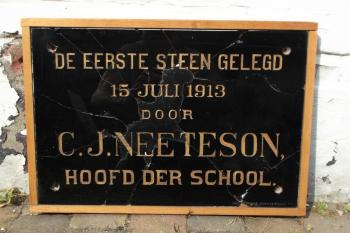 DE EERSTE STEEN GELEGD
15 JULI 1913
DOOR
C.J. NEETESON,
HOOFD DER SCHOOL.